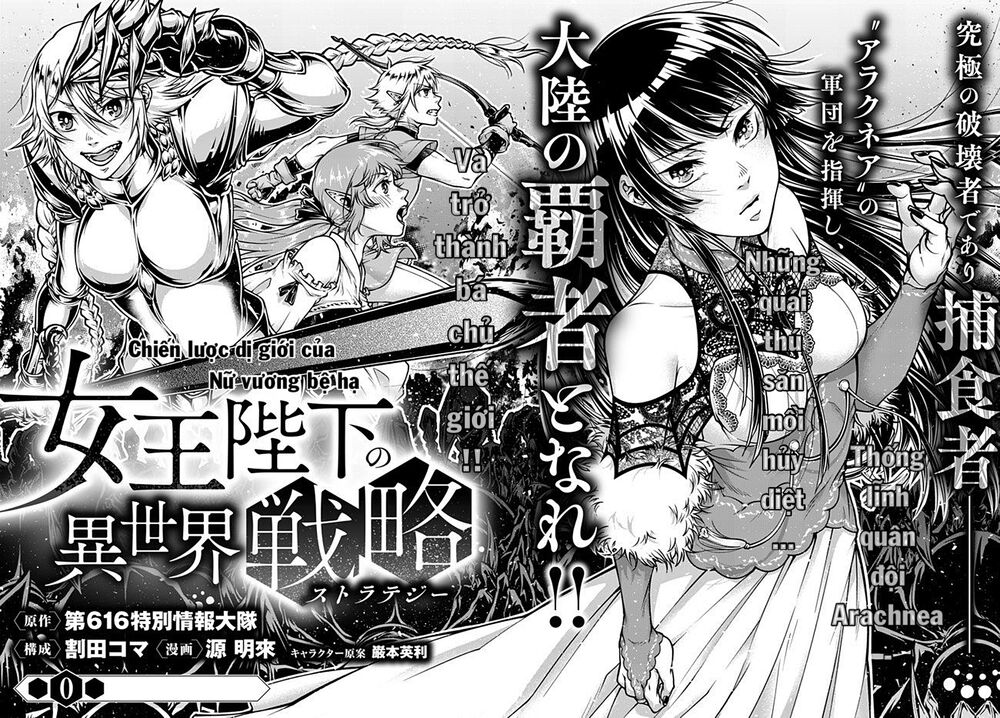 究極の破壊者であり
捕食者
“アラクネア”の
軍団を指揮し、
大陸の覇者となれ!!
Những
quái
thú
săn
mồi
hủy
diệt
...
Thống
lĩnh
quân
đội
Arachnea
Và
trở
thành
bá
chủ
thế
giới
!!
Chiến lược dị giới của
Nữ vương bệ hạ
女王陛下の
異世界戦略
ストラテジー
原作 第616特別情報大隊
構成 割田コマ 漫画 源 明來 キャラクター原案 巖本英利
0